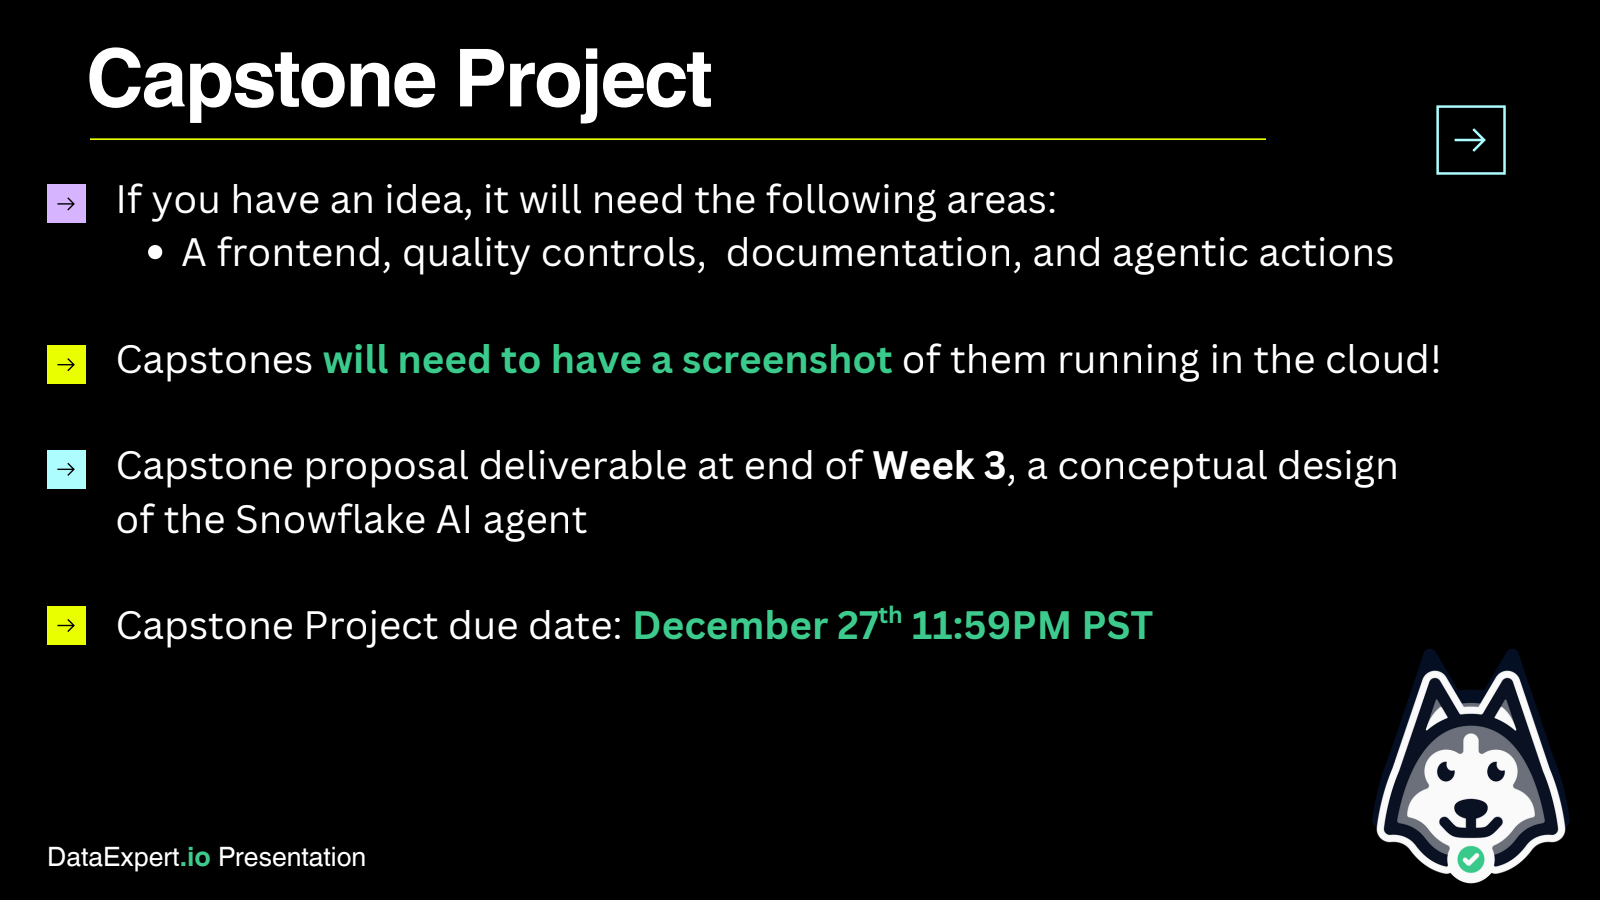 Capstone Project
If you have an idea, it will need the following areas:
• A frontend, quality controls,  documentation, and agentic actions
Capstones will need to have a screenshot of them running in the cloud!
Capstone proposal deliverable at end of Week 3, a conceptual design
of the Snowflake AI agent
Capstone Project due date: December 27th 11:59PM PST
DataExpert.io Presentation